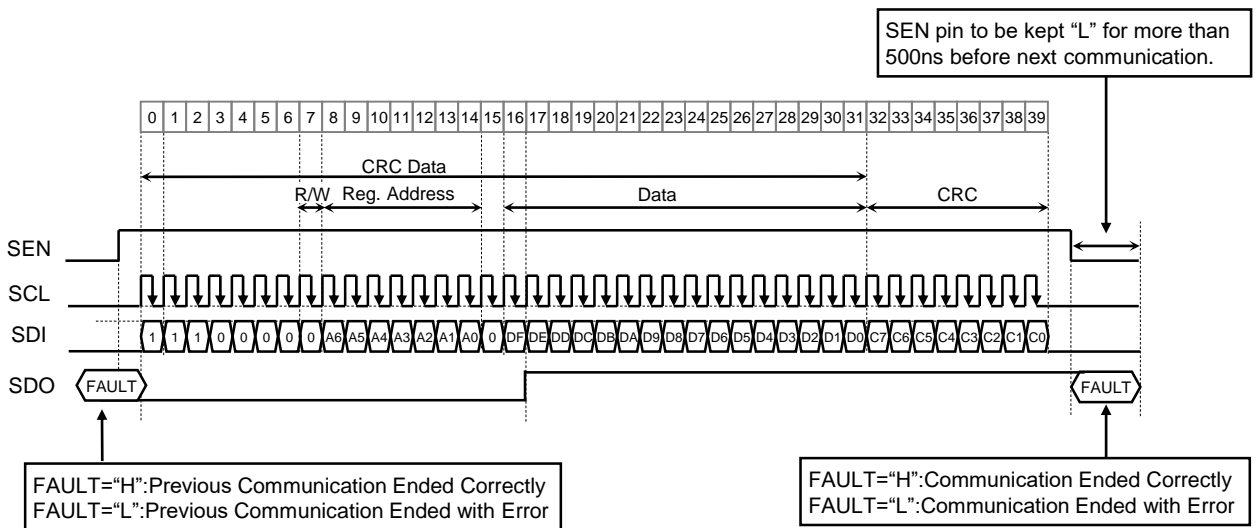 SEN pin to be kept “L” for more than
500ns before next communication.
0 1 2 3 4 5 6 7 8 9 10 11 12 13 14 15 16 17 18 19 20 21 22 23 24 25 26 27 28 29 30 31 32 33 34 35 36 37 38 39
CRC Data
R/W Reg. Address Data CRC
SEN
SCL
SDI 1 1 1 0 0 0 0 0 A6 A5 A4 A3 A2 A1 A0 0 DF DE DD DC DB DA D9 D8 D7 D6 D5 D4 D3 D2 D1 D0 C7 C6 C5 C4 C3 C2 C1 C0
SDO FAULT FAULT
FAULT=“H”:Previous Communication Ended Correctly
FAULT=“L”:Previous Communication Ended with Error
FAULT=“H”:Communication Ended Correctly
FAULT=“L”:Communication Ended with Error